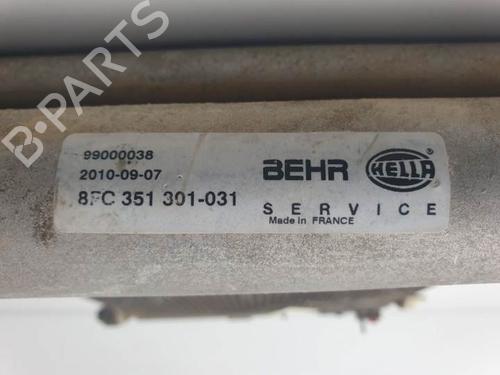 B-PARTS
99000038
2010-09-07
8FC 351 301-031
BEHR HELLA
SERVICE
Made in FRANCE